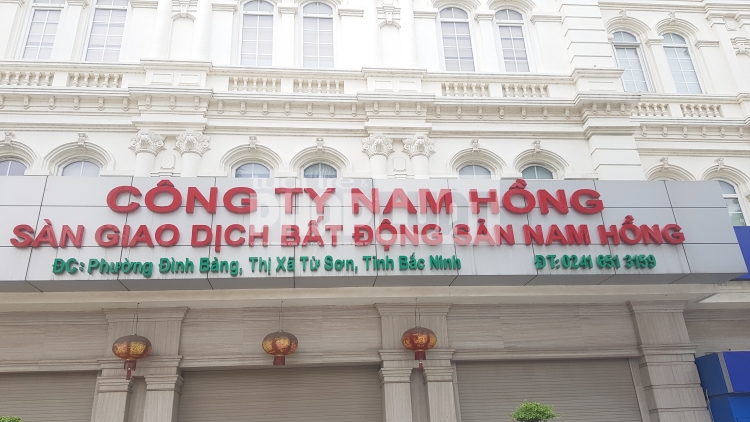 CÔNG TY NAM HỒNG
SÀN GIAO DỊCH BẤT ĐỘNG SẢN NAM HỒNG
ĐC: Phường Đình Bảng, Thị Xã Từ Sơn, Tỉnh Bắc Ninh ĐT: 0241 651 3159